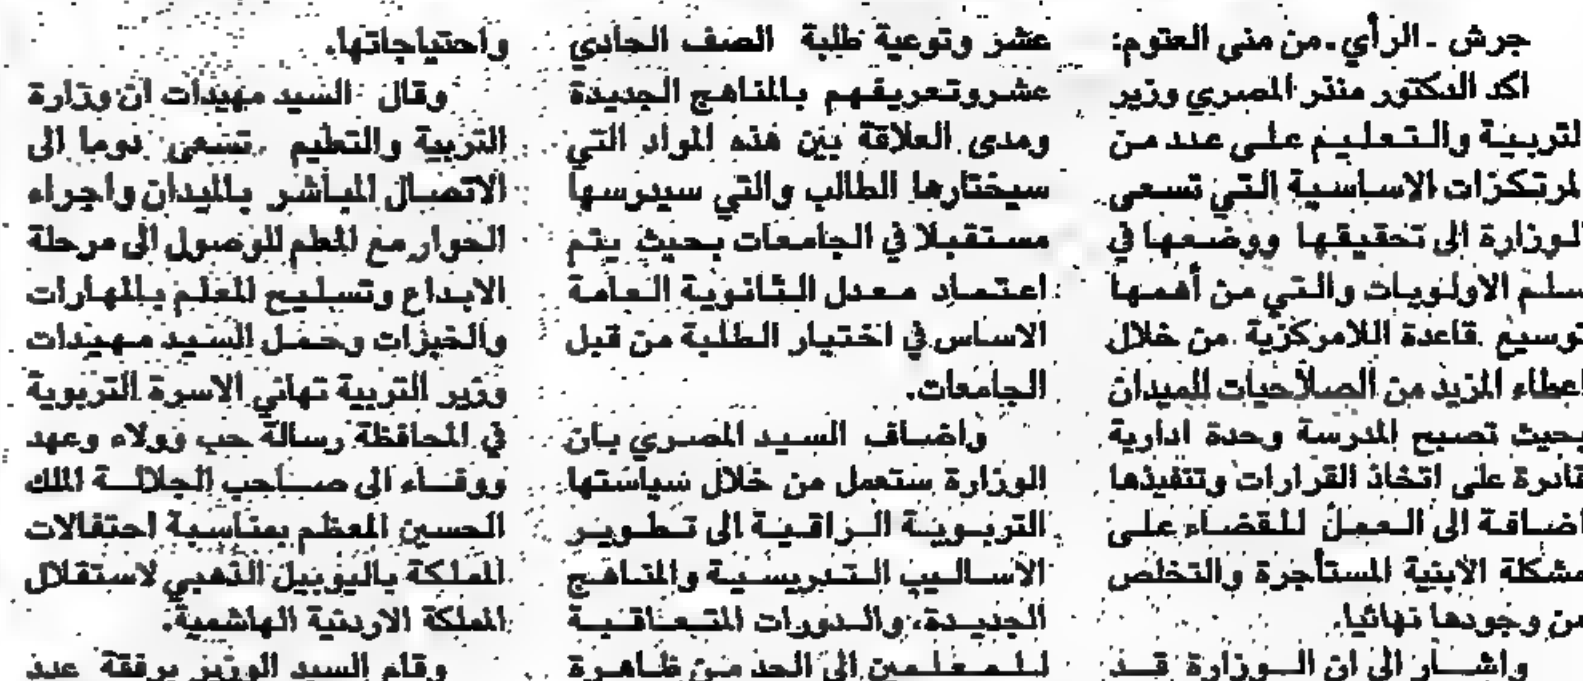 جرش ـ الرأي ـ من منى العتوم:
اكد الدكتور منذر المصري وزير
التربية والتعليم على عدد من
المرتكزات الاساسية التي تسعى
الوزارة الى تحقيقها ووضعها في
سلم الاولويات والتي من أهمها
توسيع قاعدة اللامركزية من خلال
اعطاء المزيد من الصلاحيات للميدان
بحيث تصبح المدرسة وحدة ادارية
قادرة على اتخاذ القرارات وتنفيذها
اضافة الى العمل للقضاء على
مشكلة الابنية المستأجرة والتخلص
من وجودها نهائيا.
واشار الى ان الوزارة قد
عشر وتوعية طلبة الصف الحادي
عشر وتعريفهم بالمناهج الجديدة
ومدى العلاقة بين هذه المواد التي
سيختارها الطالب والتي سيدرسها
مستقبلا في الجامعات بحيث يتم
اعتماد معدل الثانوية العامة
الاساس في اختيار الطلبة من قبل
الجامعات.
واضاف السيد المصري بان
الوزارة ستعمل من خلال سياستها
التربوية الراقية الى تطوير
الاساليب التدريسية والمناهج
الجديدة، والدورات المتعاقبة
للمعلمين الى الحد من ظاهرة
واحتياجاتها.
وقال السيد مهيدات ان وزارة
التربية والتعليم تسعى دوما الى
الاتصال المباشر بالميدان واجراء
الحوار مع المعلم للوصول الى مرحلة
الابداع وتسليح المعلم بالمهارات
والخبرات وحمل السيد مهيدات
وزير التربية تهاني الاسرة التربوية
في المحافظة رسالة حب وولاء وعهد
ووفاء الى صاحب الجلالة الملك
الحسين المعظم بمناسبة احتفالات
المملكة باليوبيل الذهبي لاستقلال
المملكة الاردنية الهاشمية.
وقام السيد الوزير يرفقة عدد